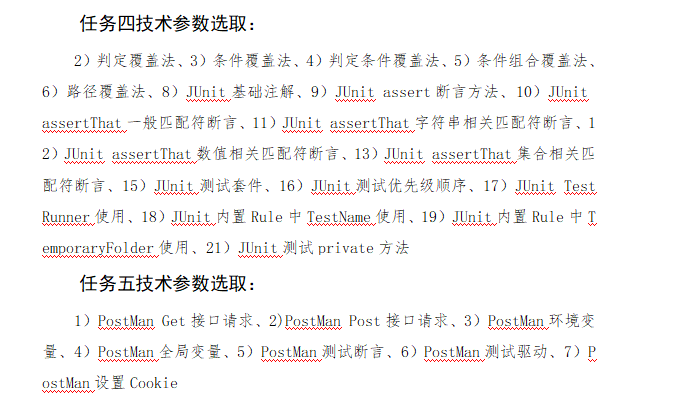 任务四技术参数选取：
2）判定覆盖法、3）条件覆盖法、4）判定条件覆盖法、5）条件组合覆盖法、
6）路径覆盖法、8）JUnit 基础注解、9）JUnit assert 断言方法、10）JUnit
assertThat 一般匹配符断言、11）JUnit assertThat 字符串相关匹配符断言、1
2）JUnit assertThat 数值相关匹配符断言、13）JUnit assertThat 集合相关匹
配符断言、15）JUnit 测试套件、16）JUnit 测试优先级顺序、17）JUnit Test
Runner 使用、18）JUnit 内置 Rule 中 TestName 使用、19）JUnit 内置 Rule 中 T
emporaryFolder 使用、21）JUnit 测试 private 方法
任务五技术参数选取：
1）PostMan Get 接口请求、2)PostMan Post 接口请求、3）PostMan 环境变
量、4）PostMan 全局变量、5）PostMan 测试断言、6）PostMan 测试驱动、7）P
ostMan 设置 Cookie